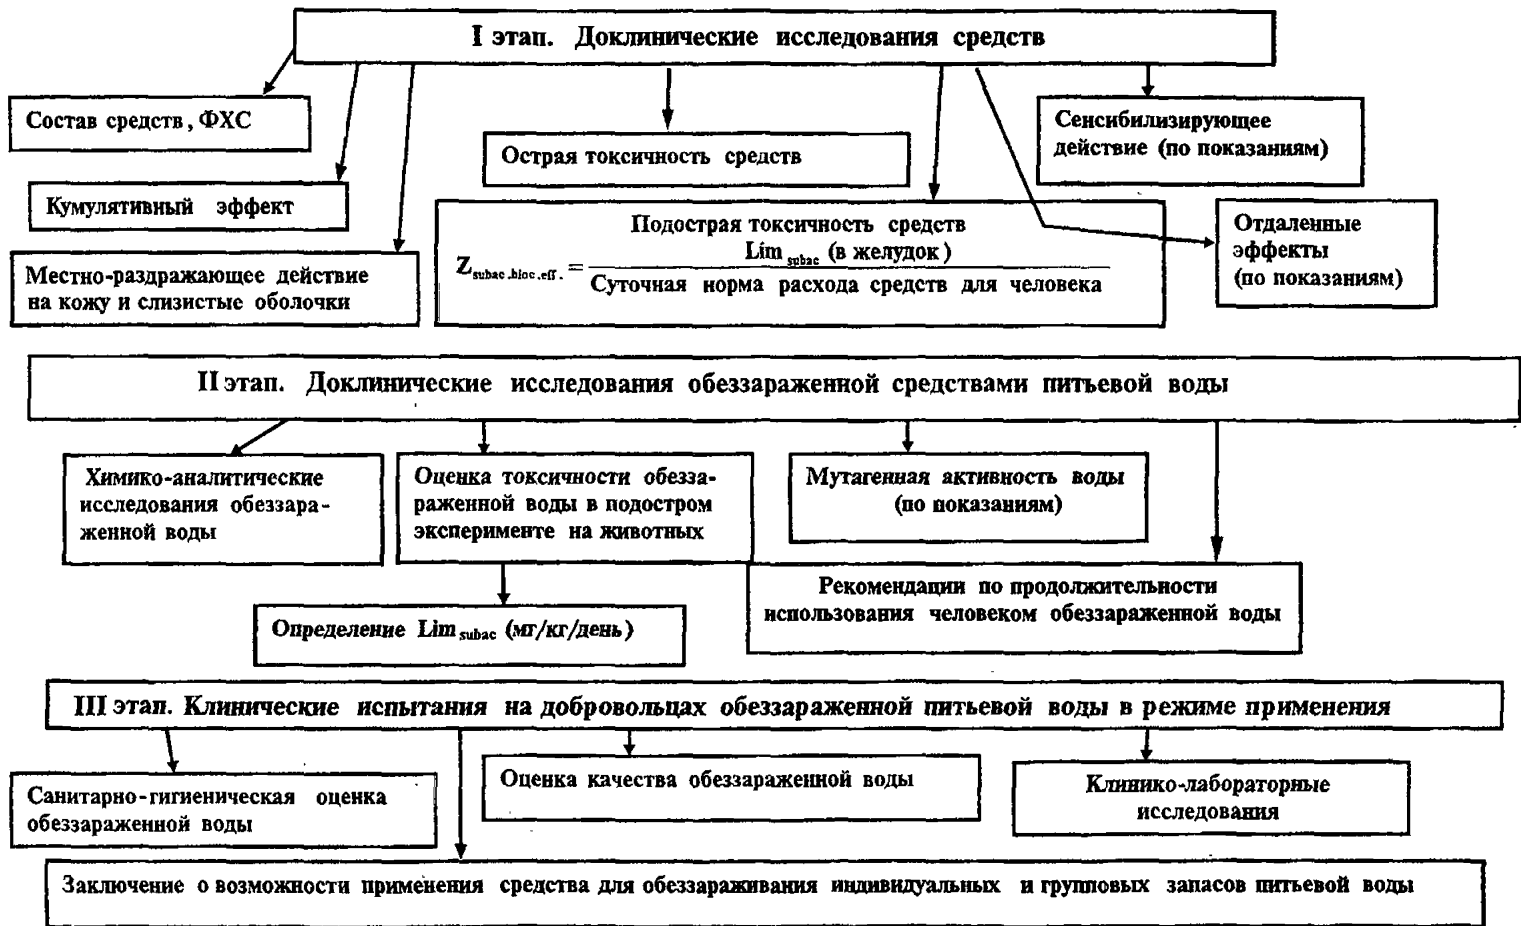 I этап. Доклинические исследования средств
Состав средств, ФХС
Кумулятивный эффект
Местно-раздражающее действие
на кожу и слизистые оболочки
Острая токсичность средств
Подострая токсичность средств
Lim subac (в желудок)
Z subac.bioc.eff. =
Суточная норма расхода средств для человека
Сенсибилизирующее
действие (по показаниям)
Отдаленные
эффекты
(по показаниям)
II этап. Доклинические исследования обеззараженной средствами питьевой воды
Химико-аналитические
исследования обеззара-
женной воды
Оценка токсичности обезза-
раженной воды в подостром
эксперименте на животных
Определение Lim subac (мг/кг/день)
Мутагенная активность воды
(по показаниям)
Рекомендации по продолжительности
использования человеком обеззараженной воды
III этап. Клинические испытания на добровольцах обеззараженной питьевой воды в режиме применения
Санитарно-гигиеническая оценка
обеззараженной воды
Оценка качества обеззараженной воды
Клинико-лабораторные
исследования
Заключение о возможности применения средства для обеззараживания индивидуальных и групповых запасов питьевой воды